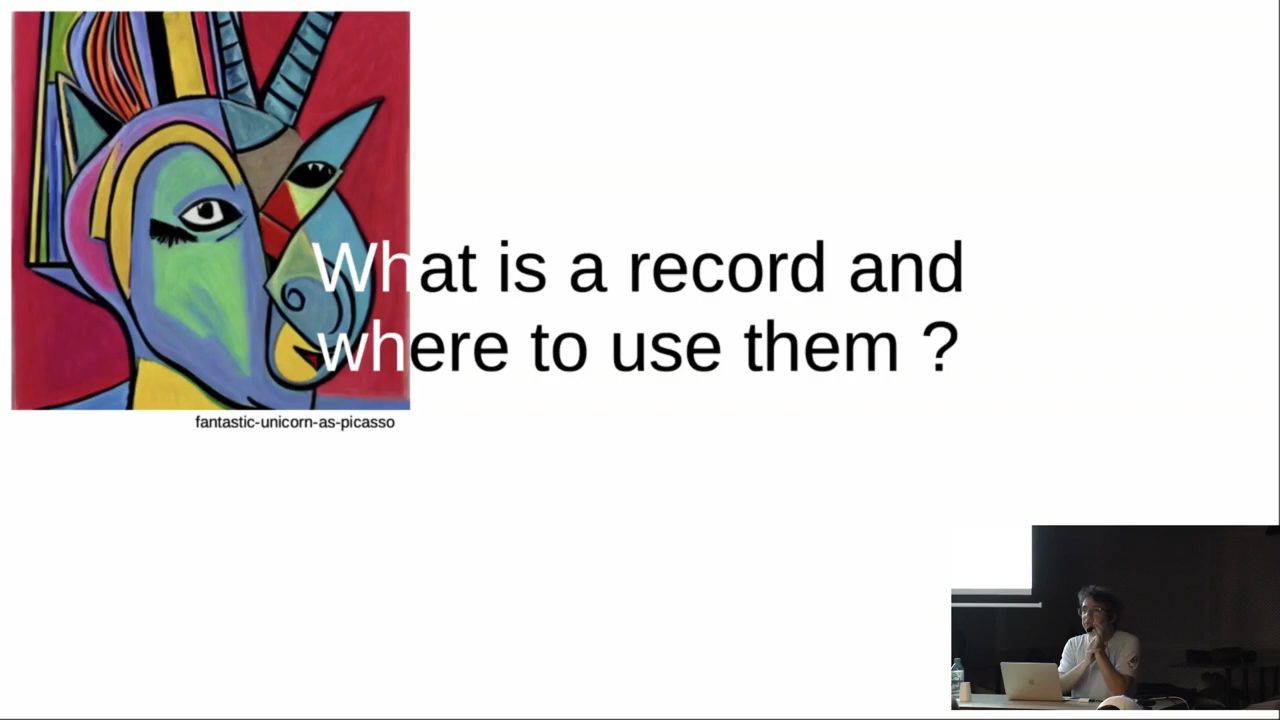 What is a record and
where to use them ?
fantastic-unicorn-as-picasso